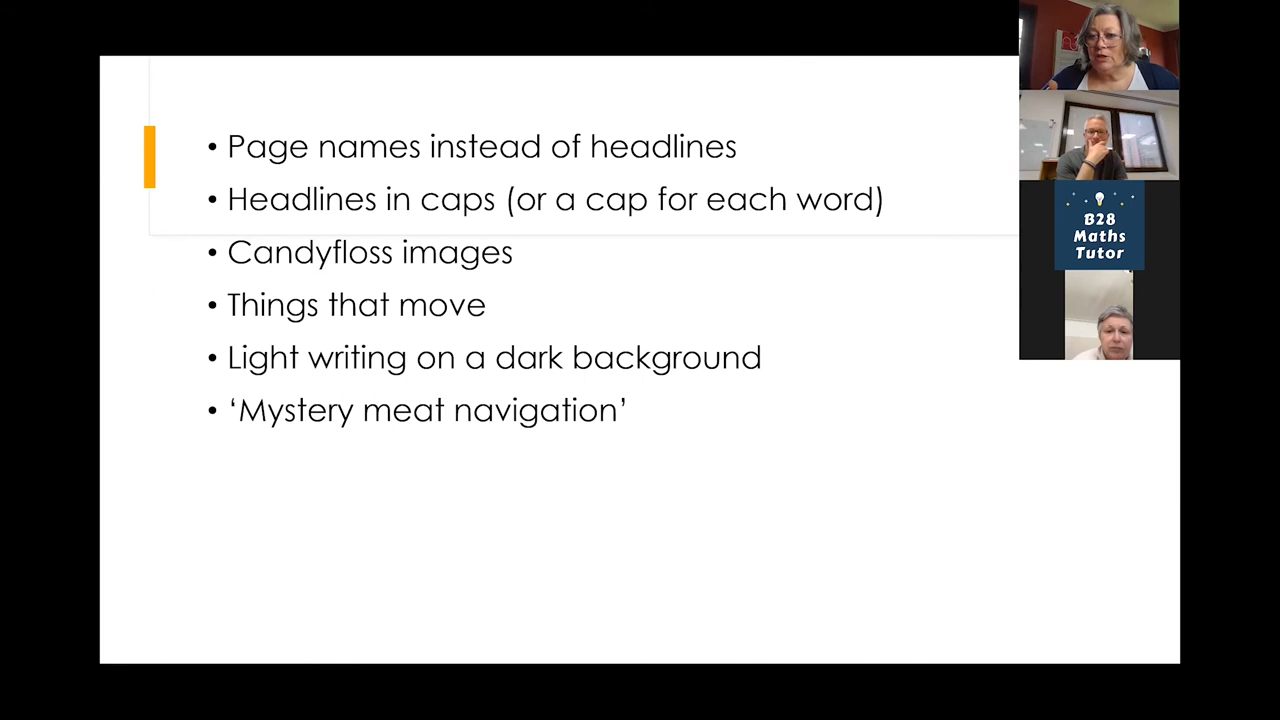 • Page names instead of headlines
• Headlines in caps (or a cap for each word)
• Candyfloss images
• Things that move
• Light writing on a dark background
• ‘Mystery meat navigation’
B28
Maths
Tutor